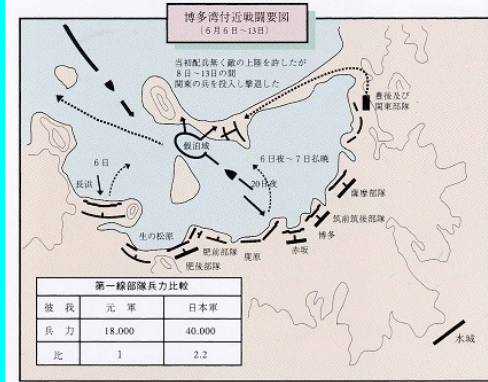 博多湾付近戦闘要図
(6月6日~13日)
当初配兵無く敵の上陸を許したが
8日~13日の間
関東の兵を投入し撃退した
豊後及び
関東部隊
仮泊域
6日
長浜
6日夜~7日払暁
20日夜
薩摩部隊
筑前筑後部隊
博多
赤坂
生の松原
肥前部隊
肥後部隊
水城
第一線部隊兵力比較
彼 我
元 軍
日本軍
兵 力
18.000
40.000
比
1
2.2